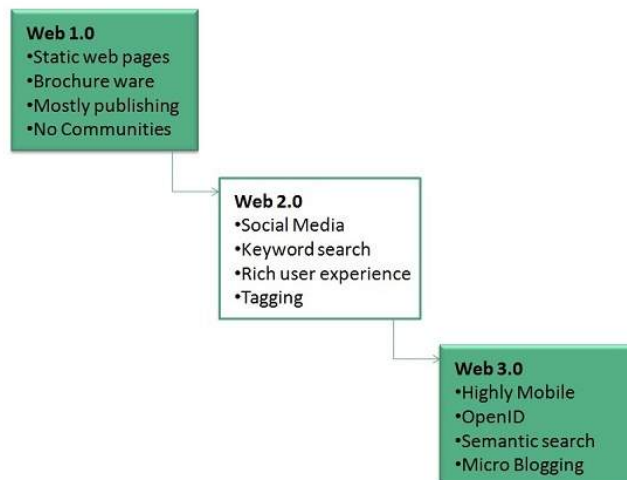 Web 1.0
•Static web pages
•Brochure ware
•Mostly publishing
•No Communities
Web 2.0
•Social Media
•Keyword search
•Rich user experience
•Tagging
Web 3.0
•Highly Mobile
•OpenID
•Semantic search
•Micro Blogging